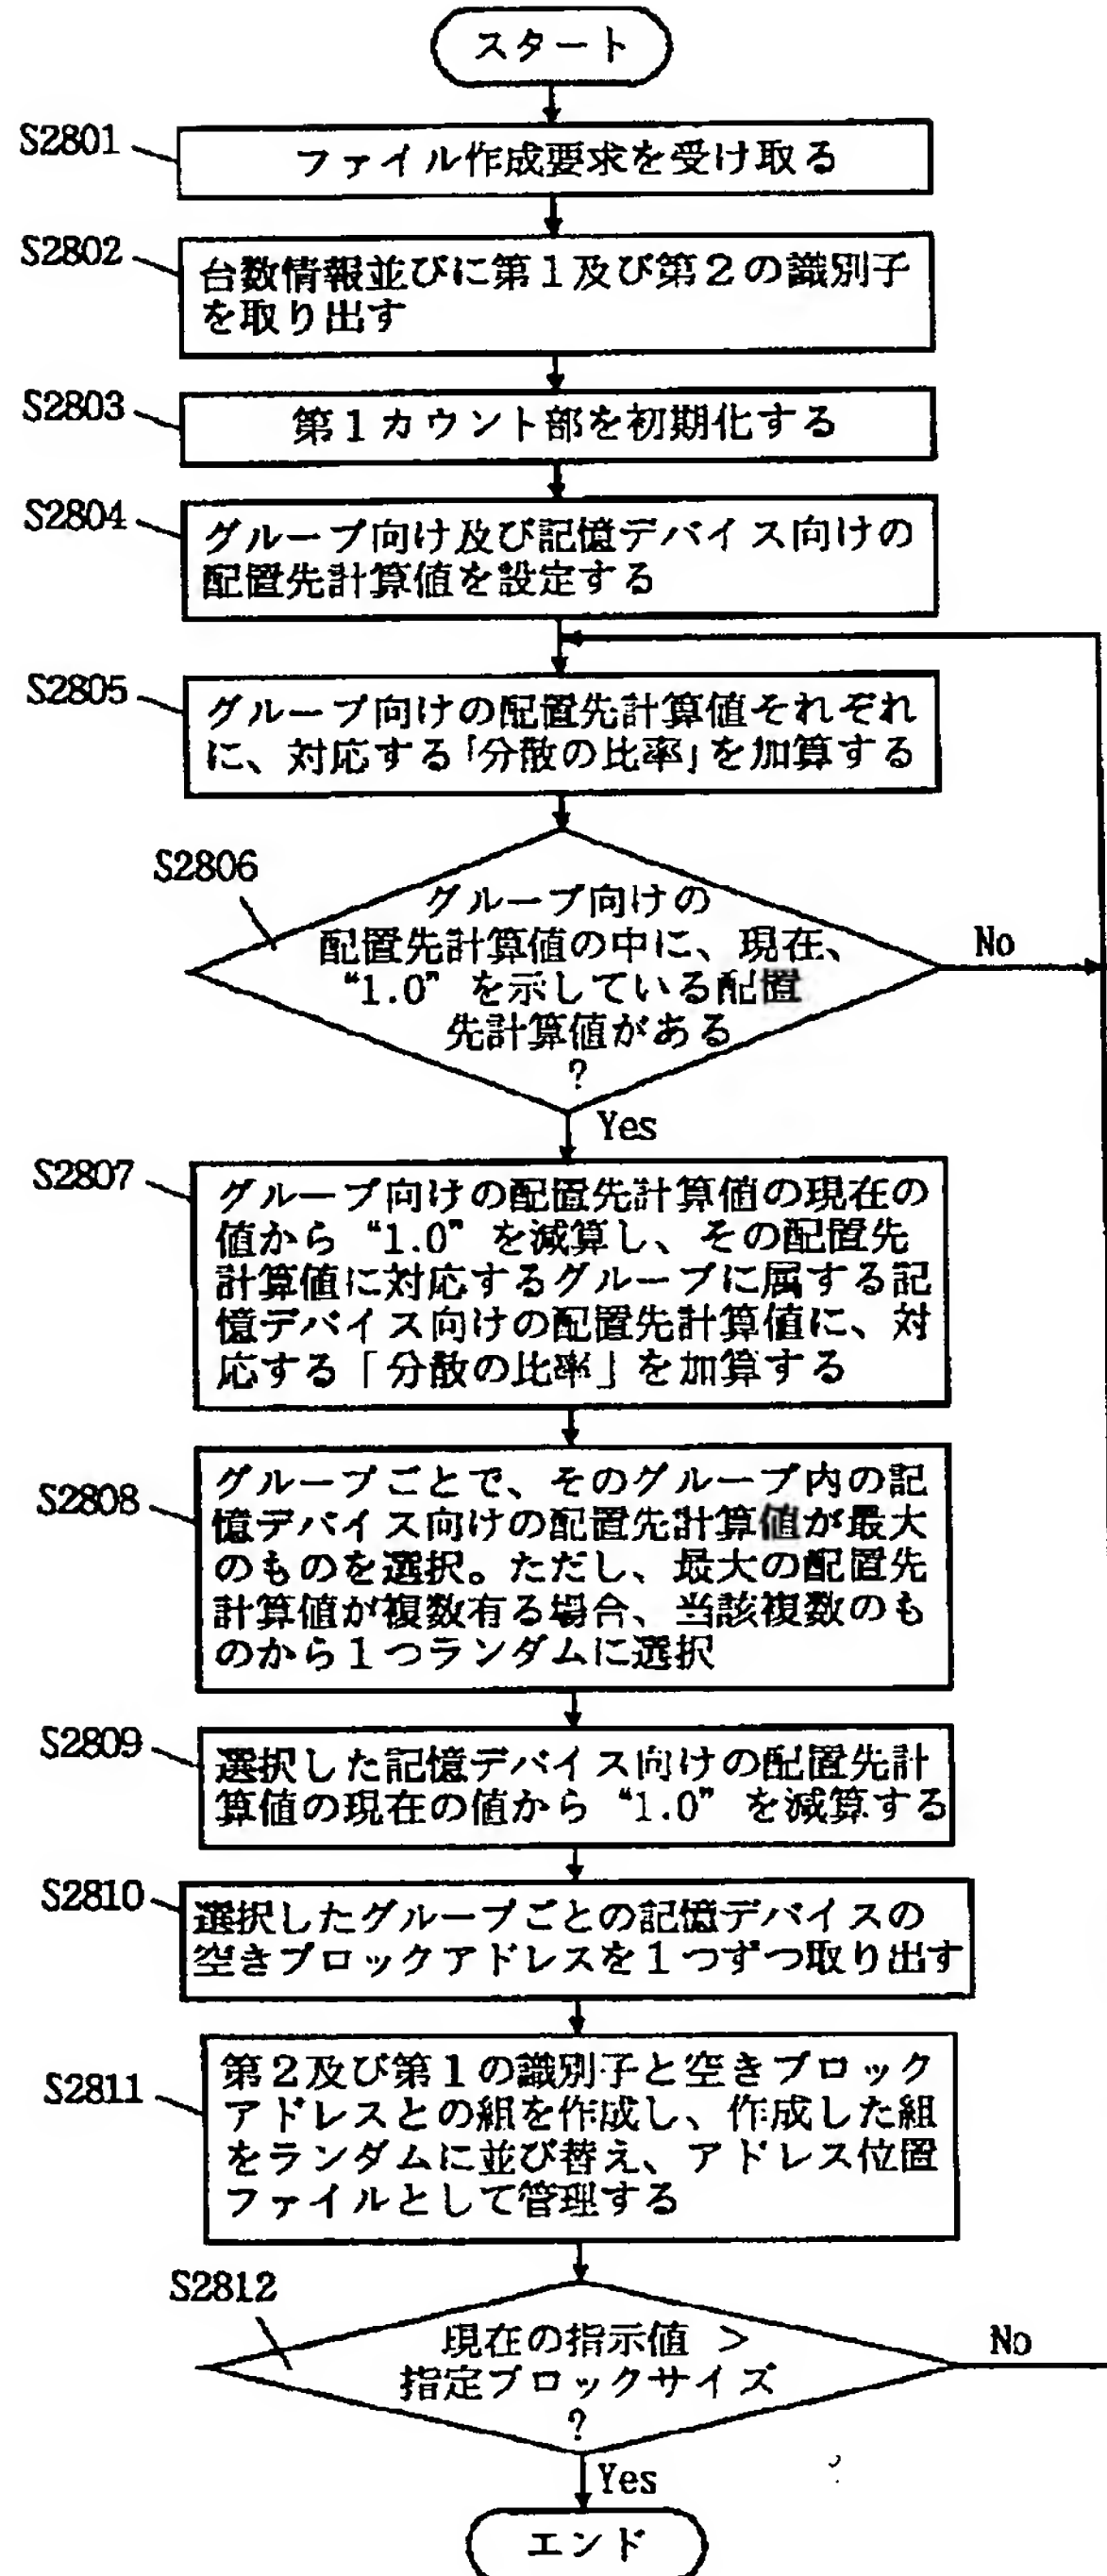 スタート
S2801
ファイル作成要求を受け取る
S2802
台数情報並びに第1及び第2の識別子
を取り出す
S2803
第1カウント部を初期化する
S2804
グループ向け及び記憶デバイス向けの
配置先計算値を設定する
S2805
グループ向けの配置先計算値それぞれ
に、対応する「分散の比率」を加算する
S2806
グループ向けの
配置先計算値の中に、現在、
“1.0”を示している配置
先計算値がある
?
No
Yes
S2807
グループ向けの配置先計算値の現在の
値から“1.0”を減算し、その配置先
計算値に対応するグループに属する記
憶デバイス向けの配置先計算値に、対
応する「分散の比率」を加算する
S2808
グループごとで、そのグループ内の記
憶デバイス向けの配置先計算値が最大
のものを選択。ただし、最大の配置先
計算値が複数有る場合、当該複数のも
のから1つランダムに選択
S2809
選択した記憶デバイス向けの配置先計
算値の現在の値から“1.0”を減算する
S2810
選択したグループごとの記憶デバイスの
空きブロックアドレスを1つずつ取り出す
S2811
第2及び第1の識別子と空きブロック
アドレスとの組を作成し、作成した組
をランダムに並び替え、アドレス位置
ファイルとして管理する
S2812
現在の指示値 >
指定ブロックサイズ
?
No
Yes
エンド